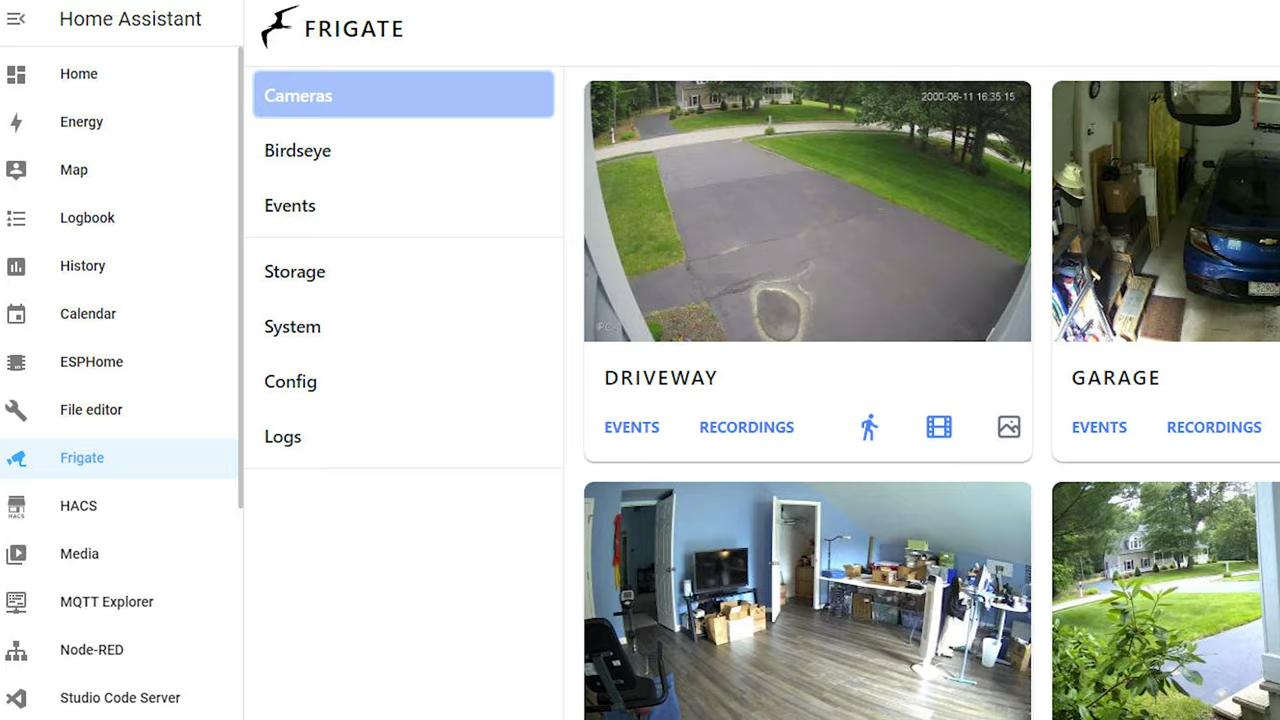 Home Assistant
Home
Energy
Map
Logbook
History
Calendar
ESPHome
File editor
Frigate
HACS
HACS
Media
MQTT Explorer
Node-RED
Studio Code Server
FRIGATE
Cameras
Birdseye
Events
Storage
System
Config
Logs
2000-06-11 16:35:15
DRIVEWAY
EVENTS RECORDINGS
GARAGE
EVENTS RECORDINGS